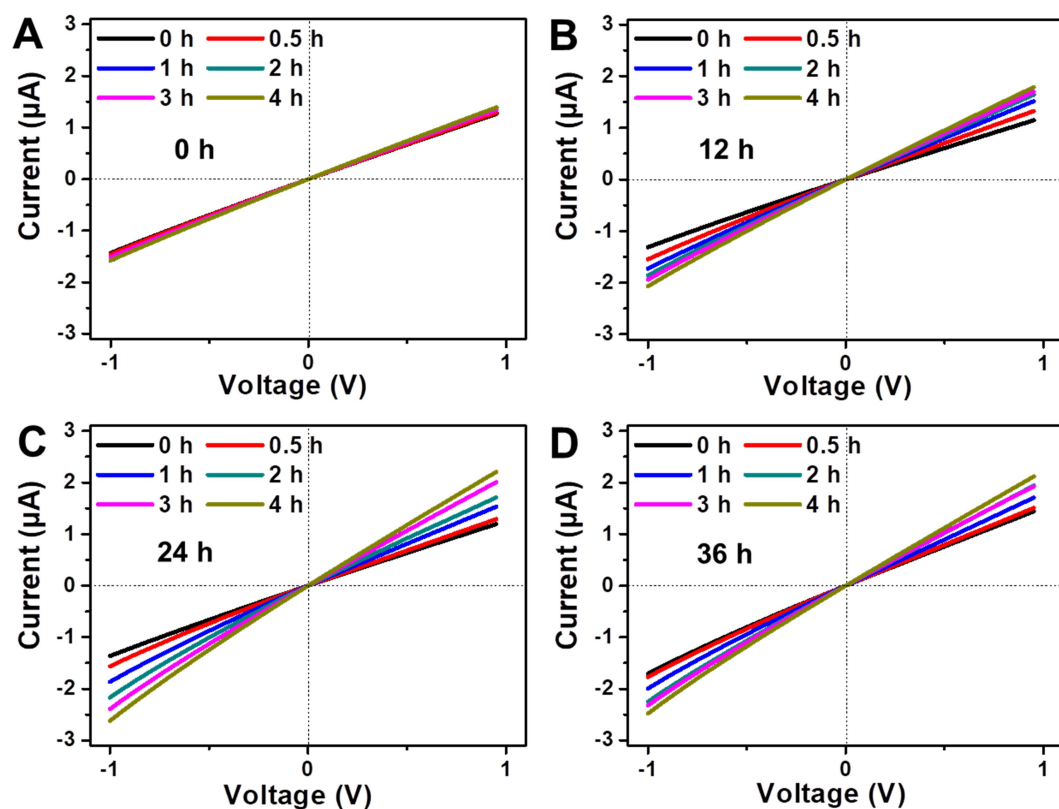 A
Current (μA)
3
2
1
0
-1
-2
-3
0 h 0.5 h
1 h 2 h
3 h 4 h
0 h
-1 0 1
Voltage (V)
B
Current (μA)
3
2
1
0
-1
-2
-3
0 h 0.5 h
1 h 2 h
3 h 4 h
12 h
-1 0 1
Voltage (V)
C
Current (μA)
3
2
1
0
-1
-2
-3
0 h 0.5 h
1 h 2 h
3 h 4 h
24 h
-1 0 1
Voltage (V)
D
Current (μA)
3
2
1
0
-1
-2
-3
0 h 0.5 h
1 h 2 h
3 h 4 h
36 h
-1 0 1
Voltage (V)